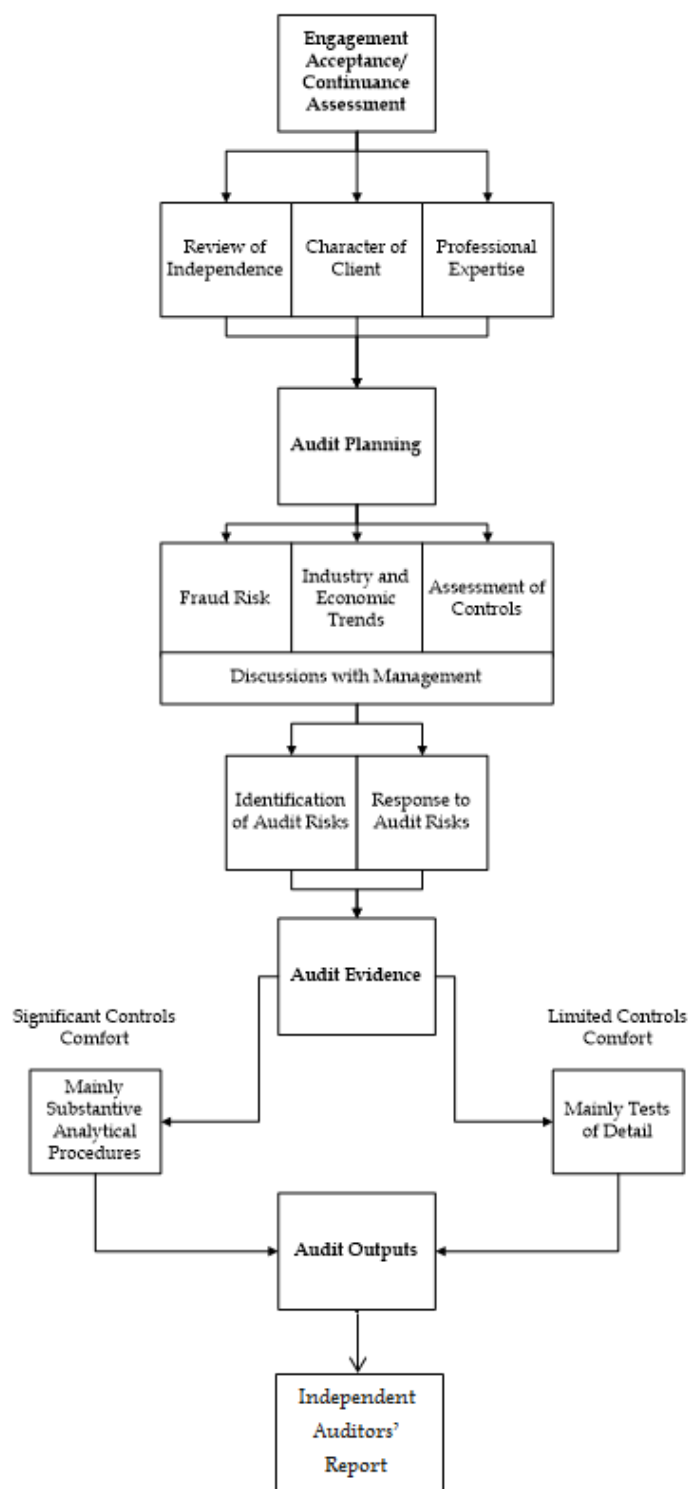 Engagement
Acceptance/
Continuance
Assessment
Review of
Independence
Character of
Client
Professional
Expertise
Audit Planning
Fraud Risk
Industry and
Economic
Trends
Assessment of
Controls
Discussions with Management
Identification
of Audit Risks
Response to
Audit Risks
Audit Evidence
Significant Controls
Comfort
Limited Controls
Comfort
Mainly
Substantive
Analytical
Procedures
Mainly Tests
of Detail
Audit Outputs
Independent
Auditors’
Report